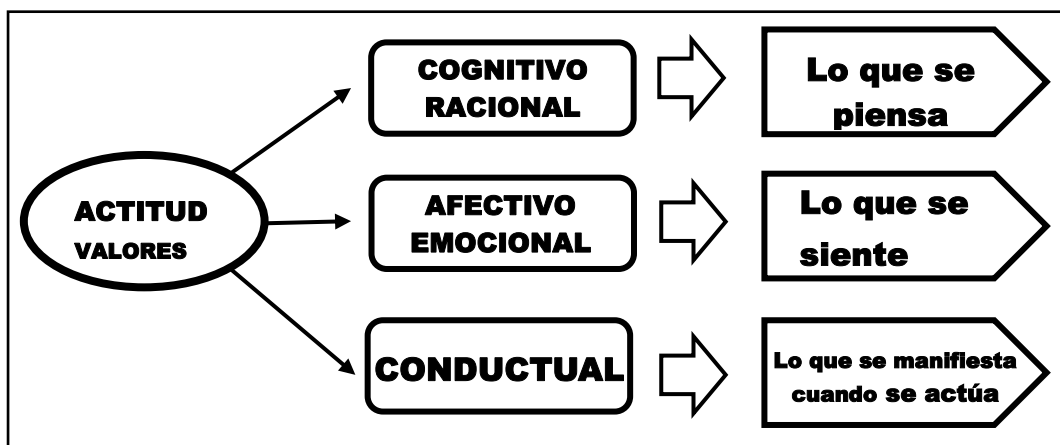 ACTITUD
VALORES
COGNITIVO
RACIONAL
Lo que se
piensa
AFECTIVO
EMOCIONAL
Lo que se
siente
CONDUCTUAL
Lo que se manifiesta
cuando se actúa